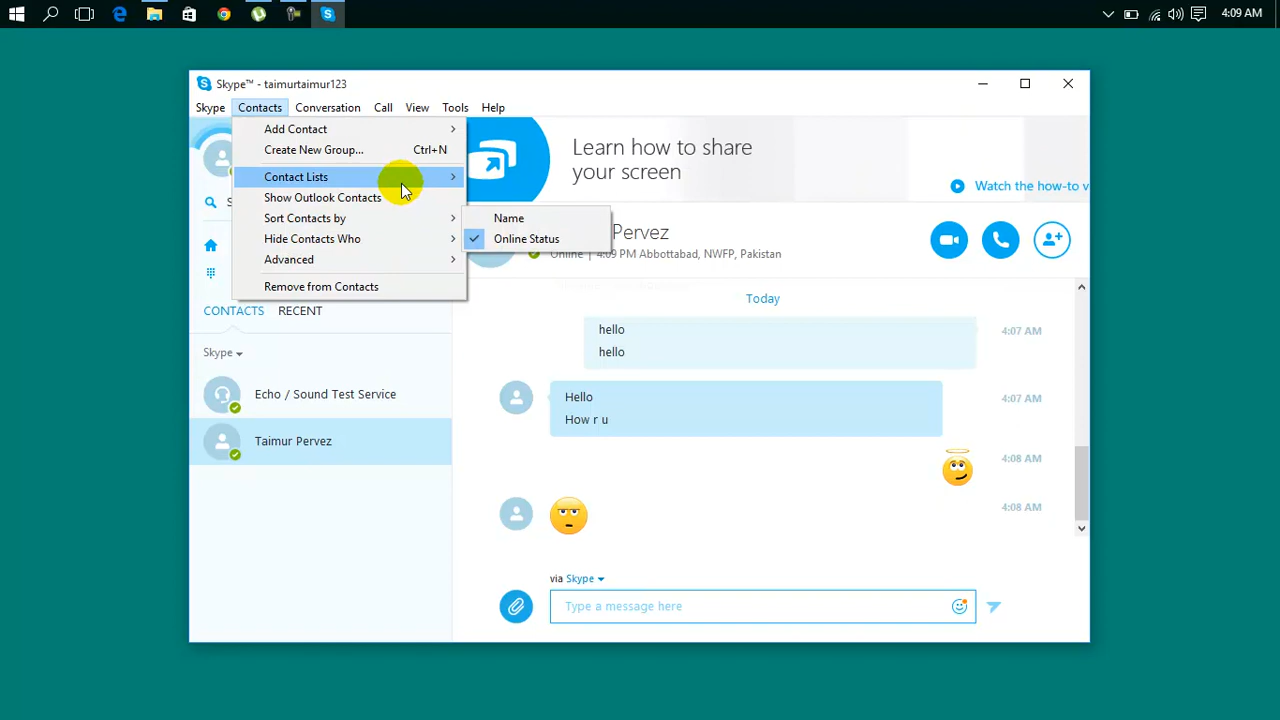 4:09 AM
Skype™ - taimurtaimur123
Skype Contacts Conversation Call View Tools Help
Add Contact
Create New Group... Ctrl+N
Contact Lists
Show Outlook Contacts
Sort Contacts by
Hide Contacts Who
Advanced
Remove from Contacts
Name
Online Status
Learn how to share
your screen
Watch the how-to v
Pervez
Online | 4:09 PM Abbottabad, NWFP, Pakistan
S
CONTACTS RECENT
Skype
Echo / Sound Test Service
Taimur Pervez
Today
hello 4:07 AM
hello
Hello 4:07 AM
How r u
4:08 AM
4:08 AM
via Skype
Type a message here